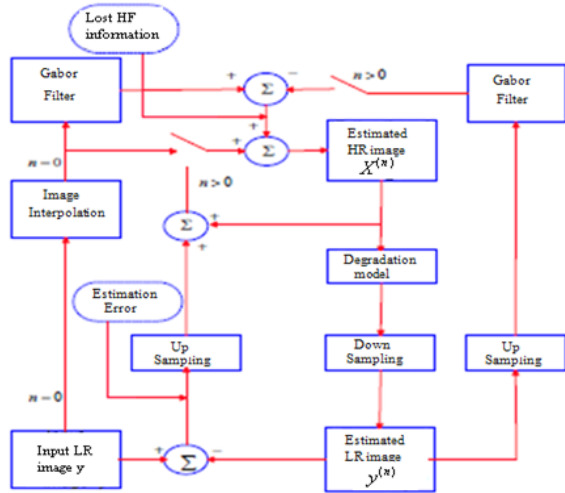 Lost HF
information
Gabor
Filter
+
Σ
−
n > 0
Gabor
Filter
+
+
Σ
Estimated
HR image
X^(n)
n−0
n > 0
Image
Interpolation
Σ
+
+
Degradation
model
Estimation
Error
Up
Sampling
Down
Sampling
Up
Sampling
n−0
Input LR
image y
+
Σ
−
Estimated
LR image
y^(n)